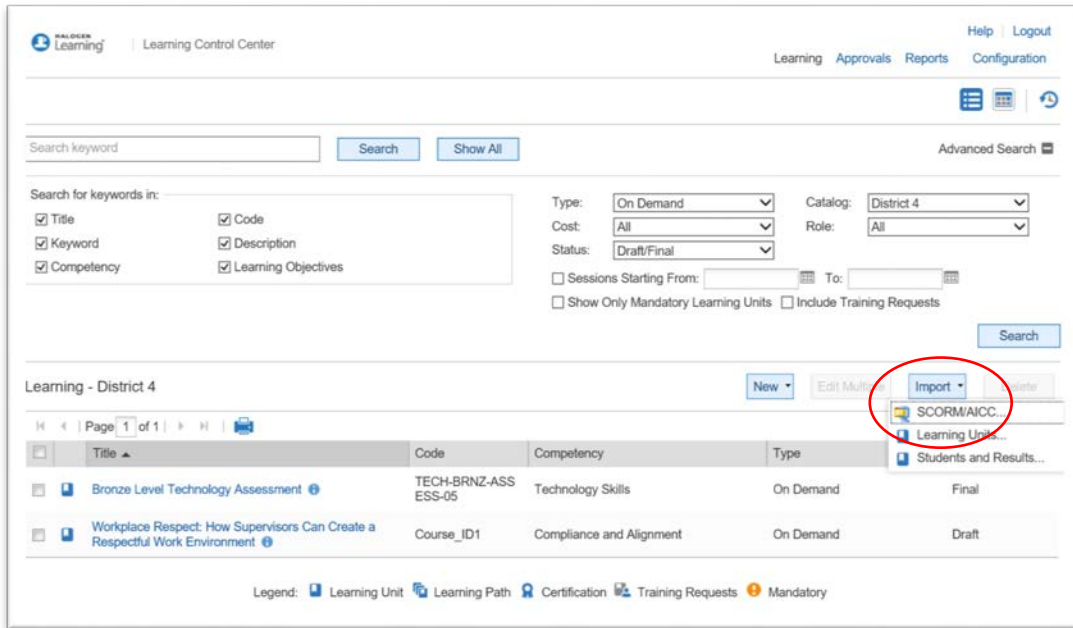 HALOGEN
Learning
Learning Control Center
Help | Logout
Learning Approvals Reports Configuration
Search keyword
Search
Show All
Advanced Search
Search for keywords in:
Title
Code
Keyword
Description
Competency
Learning Objectives
Type: On Demand
Catalog: District 4
Cost: All
Role: All
Status: Draft/Final
Sessions Starting From:
To:
Show Only Mandatory Learning Units
Include Training Requests
Search
Learning - District 4
New
Edit Multiple
Import
Delete
SCORM/AICC...
Learning Units...
Students and Results...
Page 1 of 1
Title Code Competency Type
Bronze Level Technology Assessment
TECH-BRNZ-ASS
ESS-05
Technology Skills
On Demand
Final
Workplace Respect: How Supervisors Can Create a
Respectful Work Environment
Course_ID1
Compliance and Alignment
On Demand
Draft
Legend: Learning Unit Learning Path Certification Training Requests Mandatory